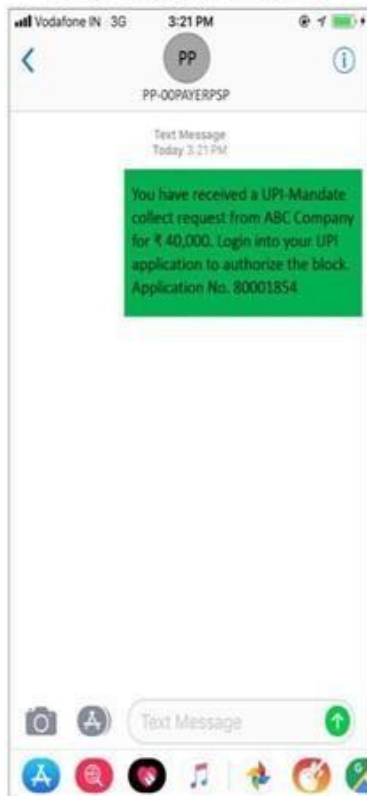 Vodafone IN 3G 3:21 PM
PP
PP-OOPAYERPSP
Text Message
Today 3:21 PM
You have received a UPI-Mandate
collect request from ABC Company
for ₹ 40,000. Login into your UPI
application to authorize the block.
Application No. 80001854
Text Message